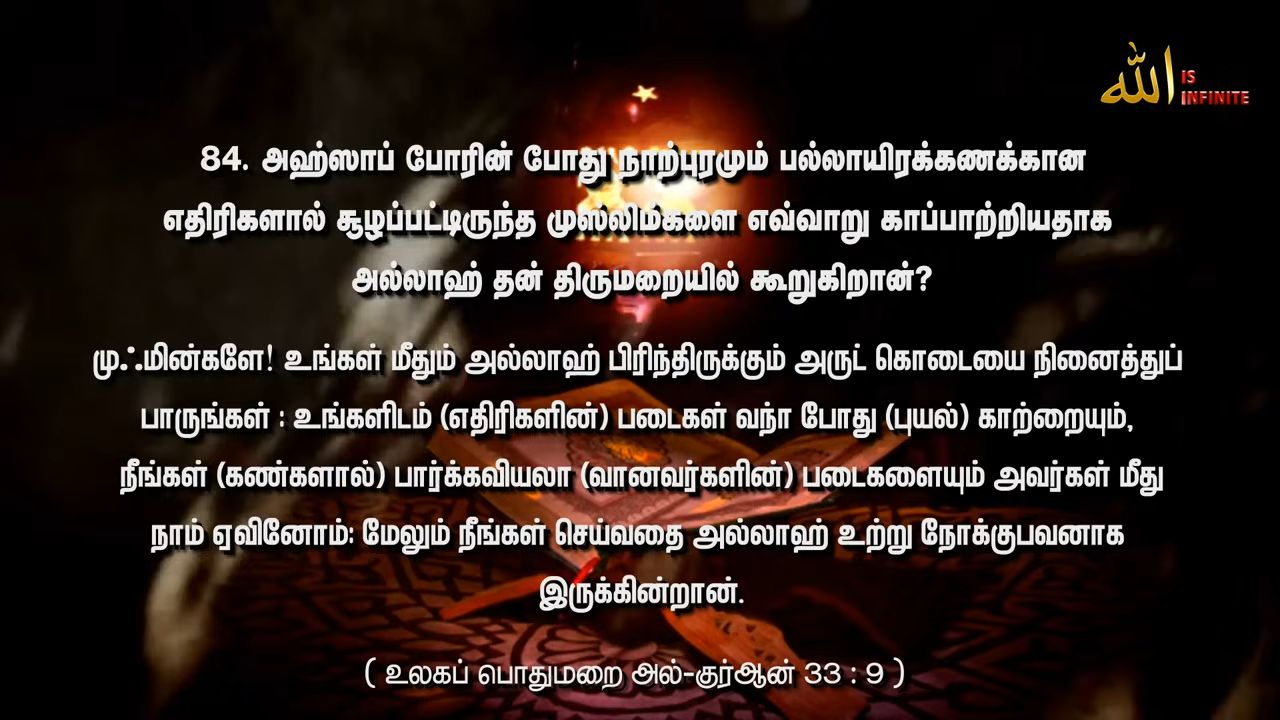 الله
IS
INFINITE
84. அஹ்ஸாப் போரின் போது நாற்புரமும் பல்லாயிரக்கணக்கான
எதிரிகளால் சூழப்பட்டிருந்த முஸ்லிம்களை எவ்வாறு காப்பாற்றியதாக
அல்லாஹ் தன் திருமறையில் கூறுகிறான்?
முஃமின்களே! உங்கள் மீதும் அல்லாஹ் பிரிந்திருக்கும் அருட் கொடையை நினைத்துப்
பாருங்கள் : உங்களிடம் (எதிரிகளின்) படைகள் வந்த போது (புயல்) காற்றையும்,
நீங்கள் (கண்களால்) பார்க்கவியலா (வானவர்களின்) படைகளையும் அவர்கள் மீது
நாம் ஏவினோம்: மேலும் நீங்கள் செய்வதை அல்லாஹ் உற்று நோக்குபவனாக
இருக்கின்றான்.
( உலகப் பொதுமறை அல்-குர்ஆன் 33 : 9 )